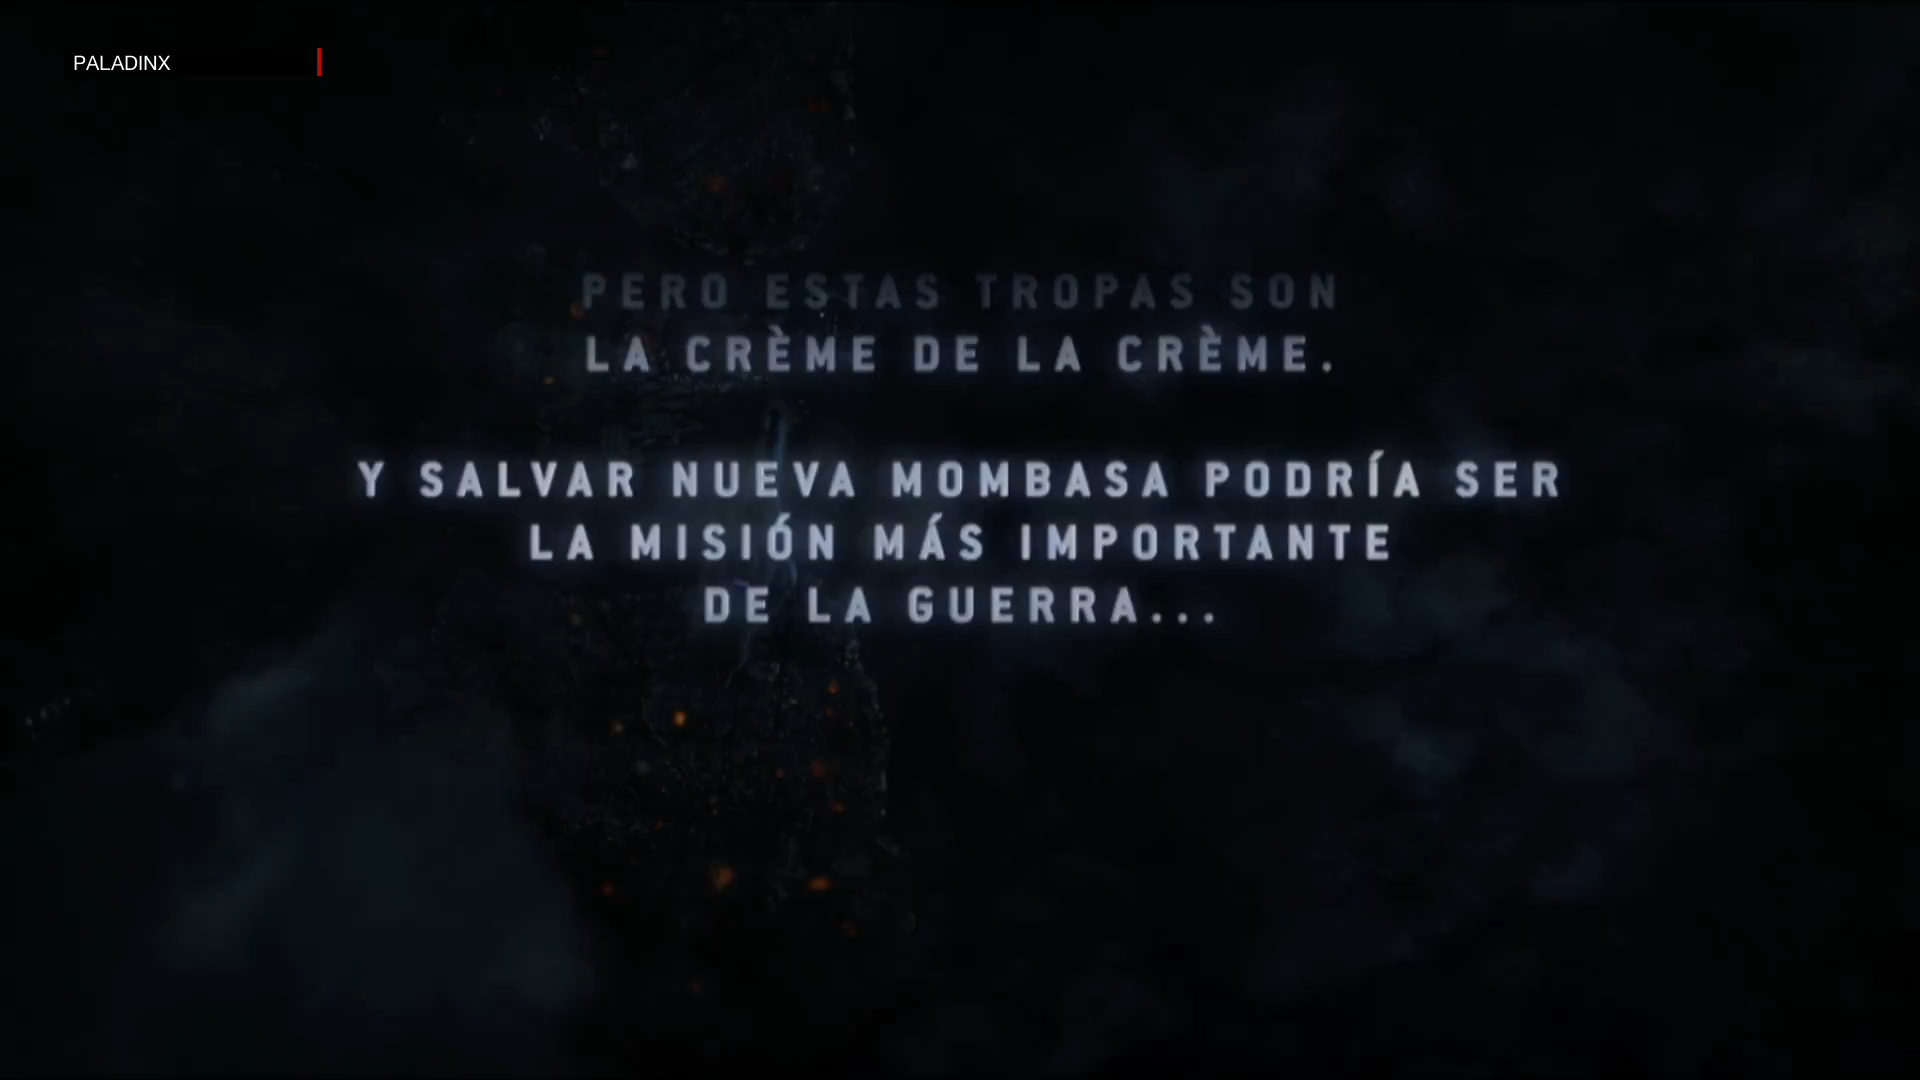 PALADINX
PERO ESTAS TROPAS SON
LA CRÈME DE LA CRÈME.
Y SALVAR NUEVA MOMBASA PODRÍA SER
LA MISIÓN MÁS IMPORTANTE
DE LA GUERRA...